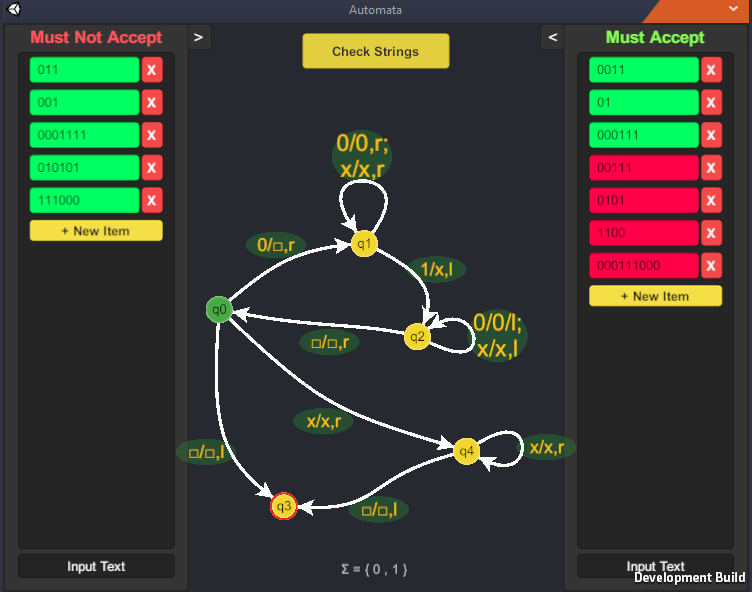 Automata
Must Not Accept
>
Check Strings
<
Must Accept
011 X
001 X
0001111 X
010101 X
111000 X
+ New Item
0011 X
01 X
000111 X
00111 X
0101 X
1100 X
000111000 X
+ New Item
0/0,r;
x/x,r
0/□,r
q1
1/x,l
q0
0/0/l;
x/x,l
q2
□/□,r
x/x,r
q4
x/x,r
□/□,l
q3
□/□,l
Input Text
Σ = { 0 , 1 }
Input Text
Development Build